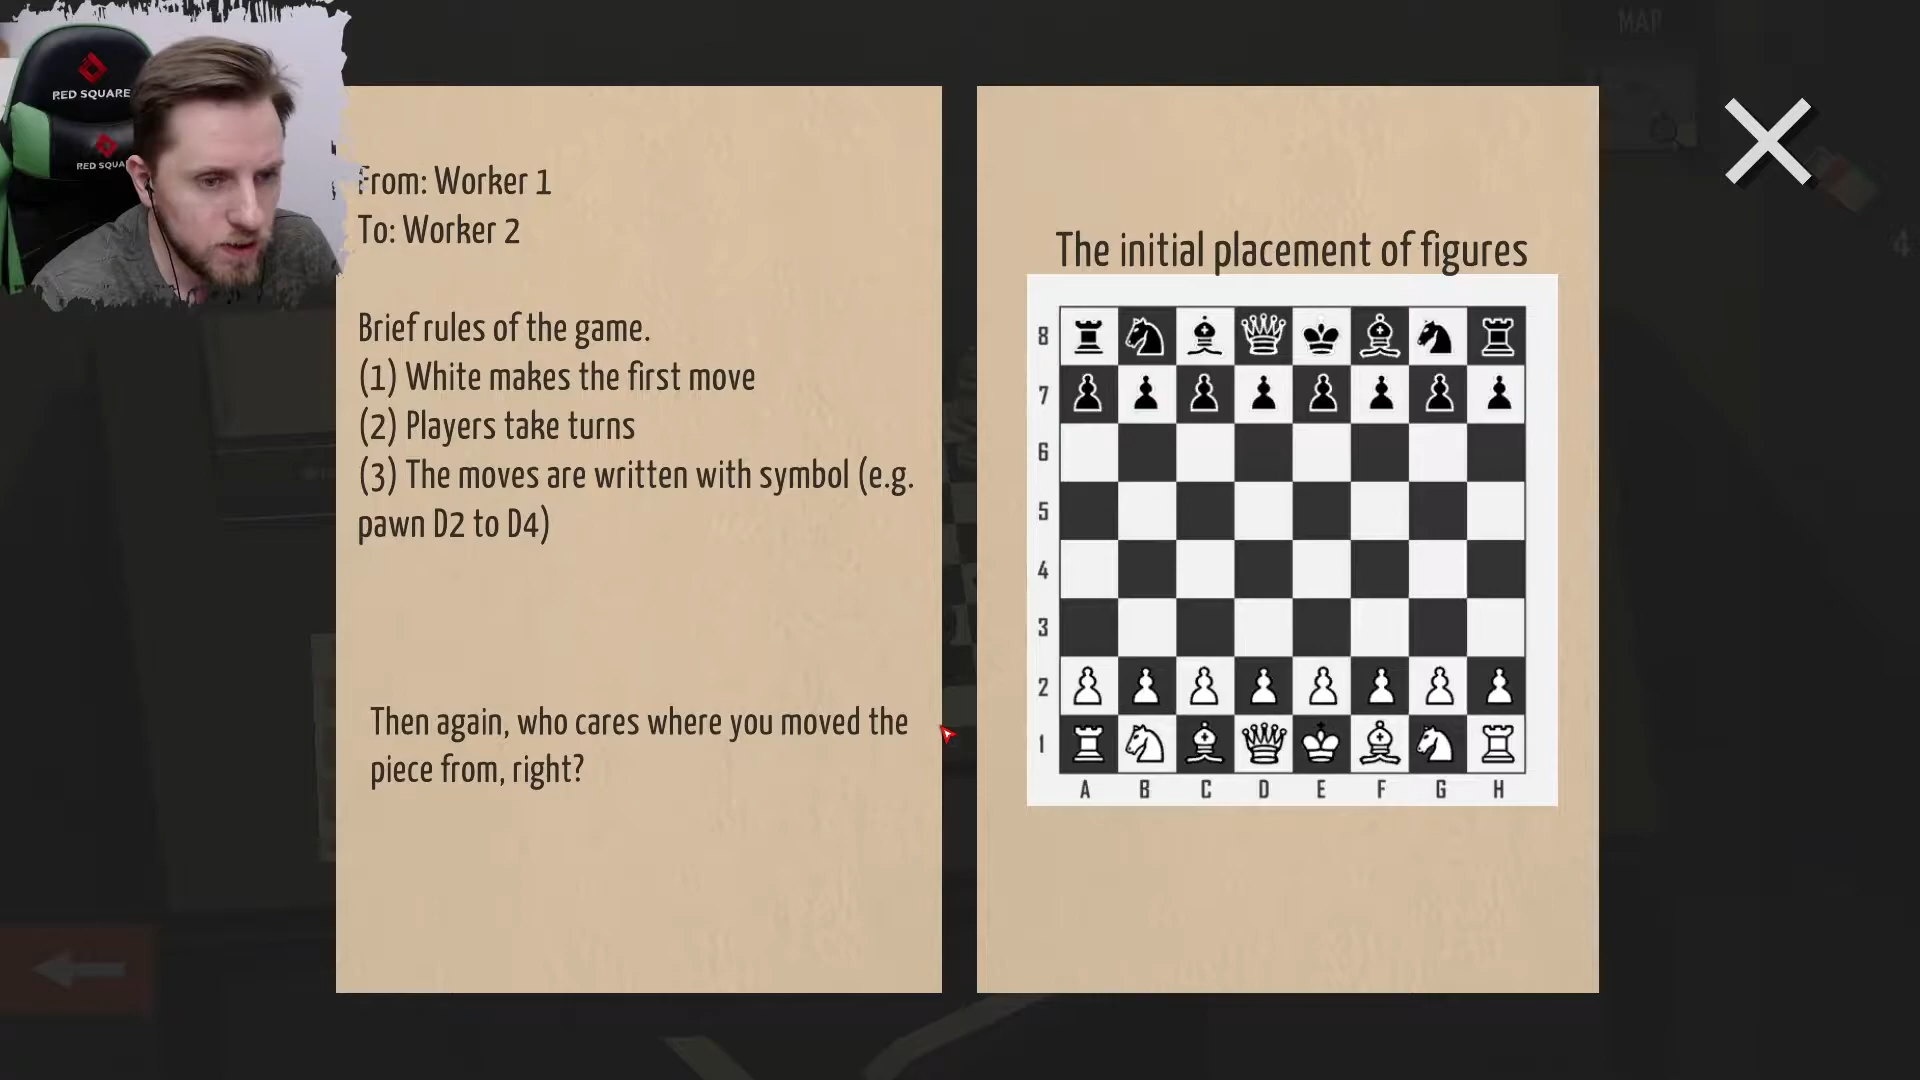 MAP
RED SQUARE
RED SQUA
4
From: Worker 1
To: Worker 2
Brief rules of the game.
(1) White makes the first move
(2) Players take turns
(3) The moves are written with symbol (e.g.
pawn D2 to D4)
Then again, who cares where you moved the
piece from, right?
The initial placement of figures
8
7
6
5
4
3
2
1
A B C D E F G H